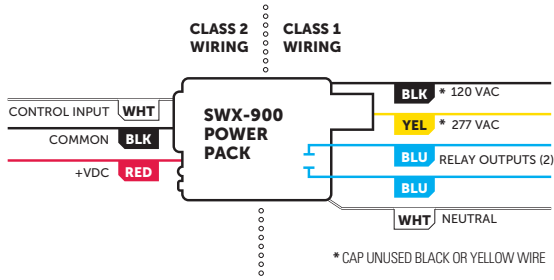 CLASS 2 WIRING
CLASS 1 WIRING
CONTROL INPUT WHT
COMMON BLK
+VDC RED
SWX-900
POWER
PACK
BLK * 120 VAC
YEL * 277 VAC
BLU RELAY OUTPUTS (2)
BLU
WHT NEUTRAL
* CAP UNUSED BLACK OR YELLOW WIRE